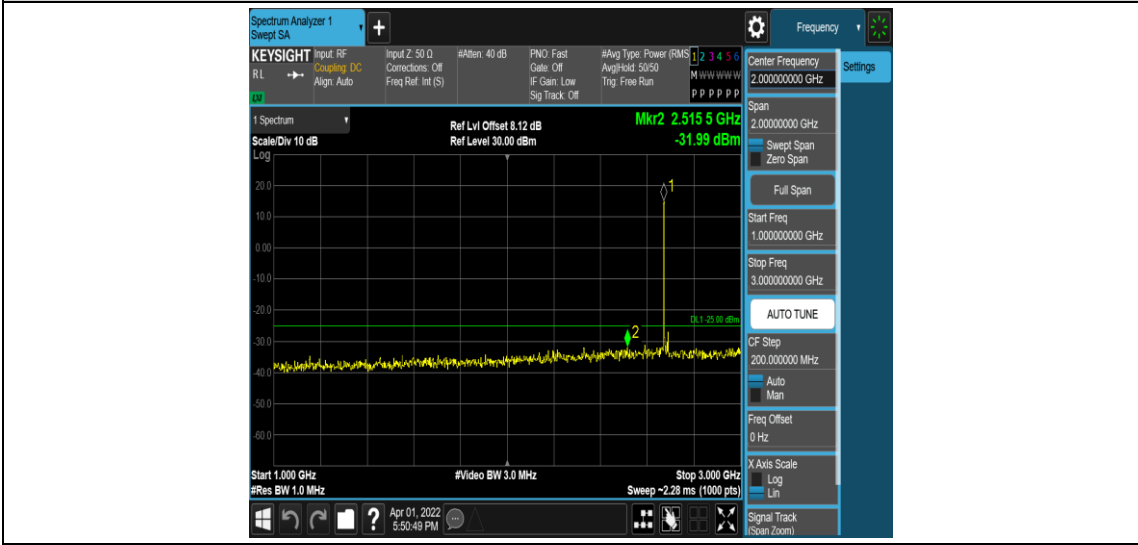 Spectrum Analyzer 1
Swept SA
+
Frequency
KEYSIGHT
RL
LXI
Input: RF
Coupling: DC
Align: Auto
Input Z: 50 Ω
Corrections: Off
Freq Ref: Int (S)
#Atten: 40 dB
PNO: Fast
Gate: Off
IF Gain: Low
Sig Track: Off
#Avg Type: Power (RMS
Avg|Hold: 50/50
Trig: Free Run
1 2 3 4 5 6
M W W W W W
P P P P P P
1 Spectrum
Scale/Div 10 dB
Log
Ref Lvl Offset 8.12 dB
Ref Level 30.00 dBm
Mkr2 2.515 5 GHz
-31.99 dBm
20.0
10.0
0.00
-10.0
-20.0
-30.0
-40.0
-50.0
-60.0
1
DL1 -25.00 dBm
2
Start 1.000 GHz
#Res BW 1.0 MHz
#Video BW 3.0 MHz
Stop 3.000 GHz
Sweep ~2.28 ms (1000 pts)
Apr 01, 2022
5:50:49 PM
?
Center Frequency
2.000000000 GHz
Settings
Span
2.00000000 GHz
Swept Span
Zero Span
Full Span
Start Freq
1.000000000 GHz
Stop Freq
3.000000000 GHz
AUTO TUNE
CF Step
200.000000 MHz
Auto
Man
Freq Offset
0 Hz
X Axis Scale
Log
Lin
Signal Track
(Span Zoom)